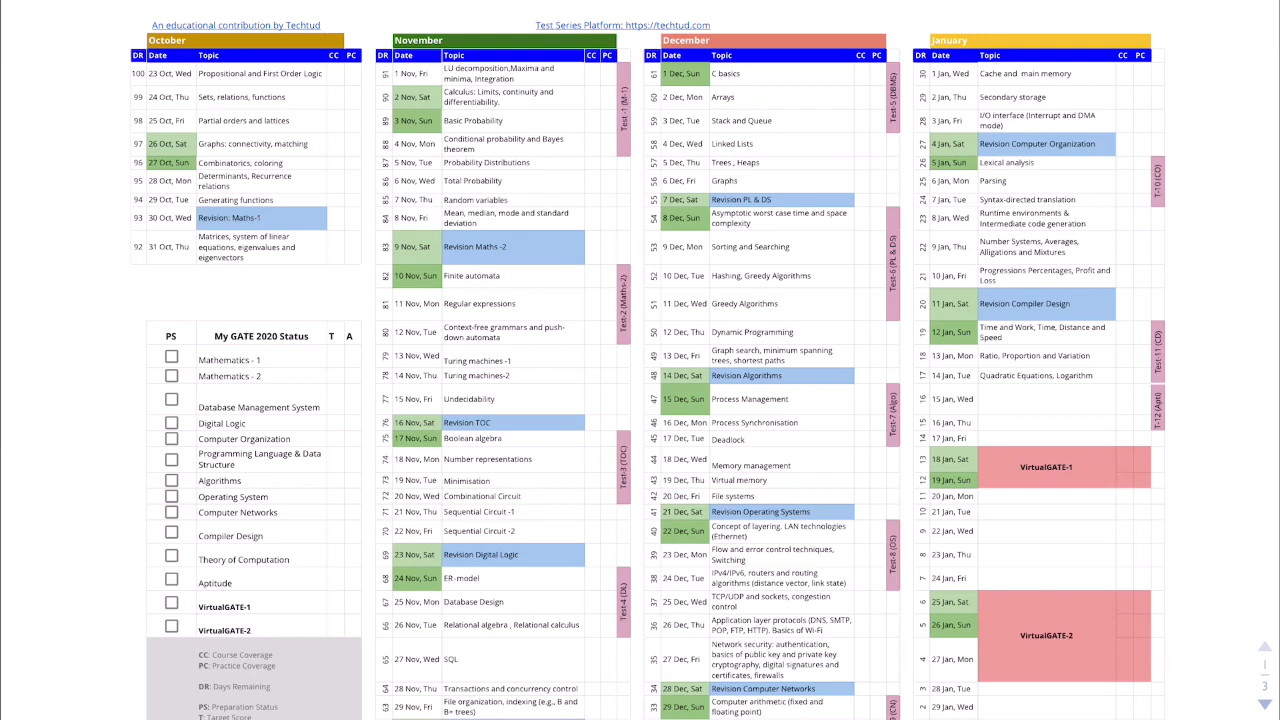 An educational contribution by Techtud
Test Series Platform: https://techtud.com
October
DR Date Topic CC PC
100 23 Oct, Wed Propositional and First Order Logic
99 24 Oct, Thu Sets, relations, functions
98 25 Oct, Fri Partial orders and lattices
97 26 Oct, Sat Graphs: connectivity, matching
96 27 Oct, Sun Combinatorics, coloring
95 28 Oct, Mon Determinants, Recurrence
relations
94 29 Oct, Tue Generating functions
93 30 Oct, Wed Revision: Maths-1
92 31 Oct, Thu Matrices, system of linear
equations, eigenvalues and
eigenvectors
PS My GATE 2020 Status T A
Mathematics - 1
Mathematics - 2
Database Management System
Digital Logic
Computer Organization
Programming Language & Data
Structure
Algorithms
Operating System
Computer Networks
Compiler Design
Theory of Computation
Aptitude
VirtualGATE-1
VirtualGATE-2
CC: Course Coverage
PC: Practice Coverage
DR: Days Remaining
PS: Preparation Status
T: Target Score
November
DR Date Topic CC PC
91 1 Nov, Fri LU decomposition,Maxima and
minima, Integration
90 2 Nov, Sat Calculus: Limits, continuity and
differentiability.
89 3 Nov, Sun Basic Probability
88 4 Nov, Mon Conditional probability and Bayes
theorem
87 5 Nov, Tue Probability Distributions
86 6 Nov, Wed Total Probability
85 7 Nov, Thu Random variables
84 8 Nov, Fri Mean, median, mode and standard
deviation
83 9 Nov, Sat Revision Maths -2
82 10 Nov, Sun Finite automata
81 11 Nov, Mon Regular expressions
80 12 Nov, Tue Context-free grammars and push-
down automata
79 13 Nov, Wed Turing machines -1
78 14 Nov, Thu Turing machines-2
77 15 Nov, Fri Undecidability
76 16 Nov, Sat Revision TOC
75 17 Nov, Sun Boolean algebra
74 18 Nov, Mon Number representations
73 19 Nov, Tue Minimisation
72 20 Nov, Wed Combinational Circuit
71 21 Nov, Thu Sequential Circuit -1
70 22 Nov, Fri Sequential Circuit -2
69 23 Nov, Sat Revision Digital Logic
68 24 Nov, Sun ER-model
67 25 Nov, Mon Database Design
66 26 Nov, Tue Relational algebra , Relational calculus
65 27 Nov, Wed SQL
64 28 Nov, Thu Transactions and concurrency control
63 29 Nov, Fri File organization, indexing (e.g., B and
B+ trees)
Test -1 (M-1)
Test-2 (Maths-2)
Test-3 (TOC)
Test-4 (DL)
December
DR Date Topic CC PC
61 1 Dec, Sun C basics
60 2 Dec, Mon Arrays
59 3 Dec, Tue Stack and Queue
58 4 Dec, Wed Linked Lists
57 5 Dec, Thu Trees , Heaps
56 6 Dec, Fri Graphs
55 7 Dec, Sat Revision PL & DS
54 8 Dec, Sun Asymptotic worst case time and space
complexity
53 9 Dec, Mon Sorting and Searching
52 10 Dec, Tue Hashing, Greedy Algorithms
51 11 Dec, Wed Greedy Algorithms
50 12 Dec, Thu Dynamic Programming
49 13 Dec, Fri Graph search, minimum spanning
trees, shortest paths
48 14 Dec, Sat Revision Algorithms
47 15 Dec, Sun Process Management
46 16 Dec, Mon Process Synchronisation
45 17 Dec, Tue Deadlock
44 18 Dec, Wed Memory management
43 19 Dec, Thu Virtual memory
42 20 Dec, Fri File systems
41 21 Dec, Sat Revision Operating Systems
40 22 Dec, Sun Concept of layering. LAN technologies
(Ethernet)
39 23 Dec, Mon Flow and error control techniques,
Switching
38 24 Dec, Tue IPv4/IPv6, routers and routing
algorithms (distance vector, link state)
37 25 Dec, Wed TCP/UDP and sockets, congestion
control
36 26 Dec, Thu Application layer protocols (DNS, SMTP,
POP, FTP, HTTP). Basics of Wi-Fi
35 27 Dec, Fri Network security: authentication,
basics of public key and private key
cryptography, digital signatures and
certificates, firewalls
34 28 Dec, Sat Revision Computer Networks
33 29 Dec, Sun Computer arithmetic (fixed and
floating point)
Test-5 (DBMS)
Test-6 (PL & DS)
Test-7 (Algo)
Test-8 (OS)
9 (CN)
January
DR Date Topic CC PC
30 1 Jan, Wed Cache and main memory
29 2 Jan, Thu Secondary storage
28 3 Jan, Fri I/O interface (Interrupt and DMA
mode)
27 4 Jan, Sat Revision Computer Organization
26 5 Jan, Sun Lexical analysis
25 6 Jan, Mon Parsing
24 7 Jan, Tue Syntax-directed translation
23 8 Jan, Wed Runtime environments &
Intermediate code generation
22 9 Jan, Thu Number Systems, Averages,
Alligations and Mixtures
21 10 Jan, Fri Progressions Percentages, Profit and
Loss
20 11 Jan, Sat Revision Compiler Design
19 12 Jan, Sun Time and Work, Time, Distance and
Speed
18 13 Jan, Mon Ratio, Proportion and Variation
17 14 Jan, Tue Quadratic Equations, Logarithm
16 15 Jan, Wed
15 16 Jan, Thu
14 17 Jan, Fri
13 18 Jan, Sat VirtualGATE-1
12 19 Jan, Sun
11 20 Jan, Mon
10 21 Jan, Tue
9 22 Jan, Wed
8 23 Jan, Thu
7 24 Jan, Fri
6 25 Jan, Sat
5 26 Jan, Sun VirtualGATE-2
4 27 Jan, Mon
3 28 Jan, Tue
2 29 Jan, Wed
T-10 (CO)
Test-11 (CD)
T-12 (Apti)
1
3